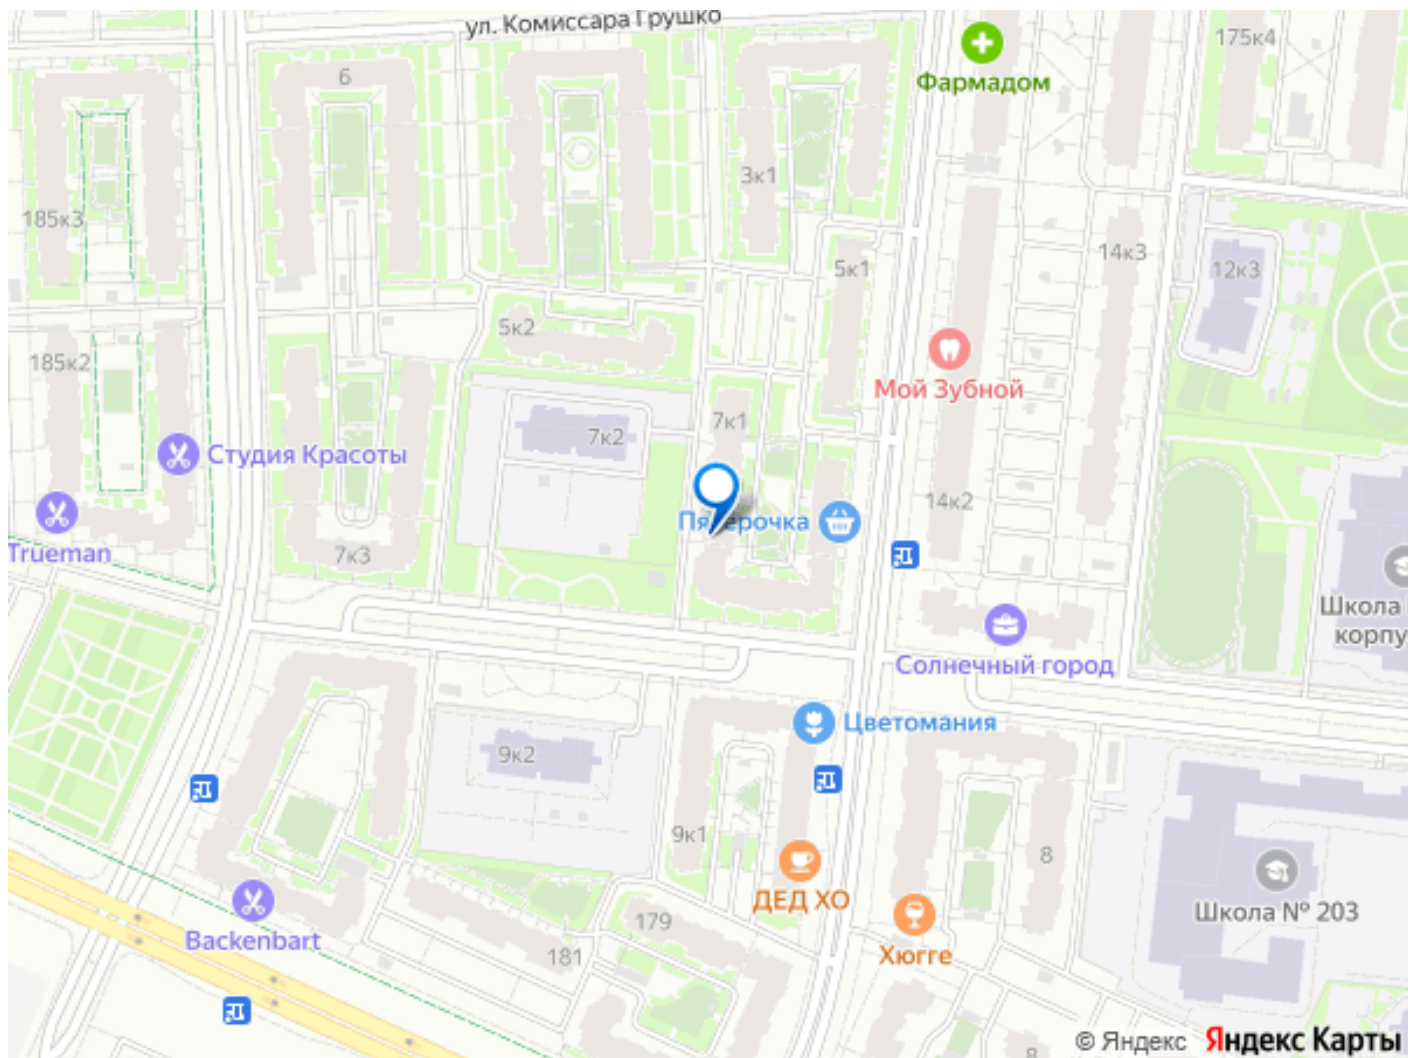 ул. Комиссара Грушко
6
175к4
Фармадом
3к1
185к3
14к3
5к1
12к3
5к2
185к2
Мой Зубной
7к1
7к2
Студия Красоты
14к2
Пятёрочка
Trueman
7к3
Школа
корпу
Солнечный город
Цветомания
9к2
9к1
8
ДЕД ХО
Школа № 203
179
Backenbart
181
Хюгге
8
© Яндекс Яндекс Карты